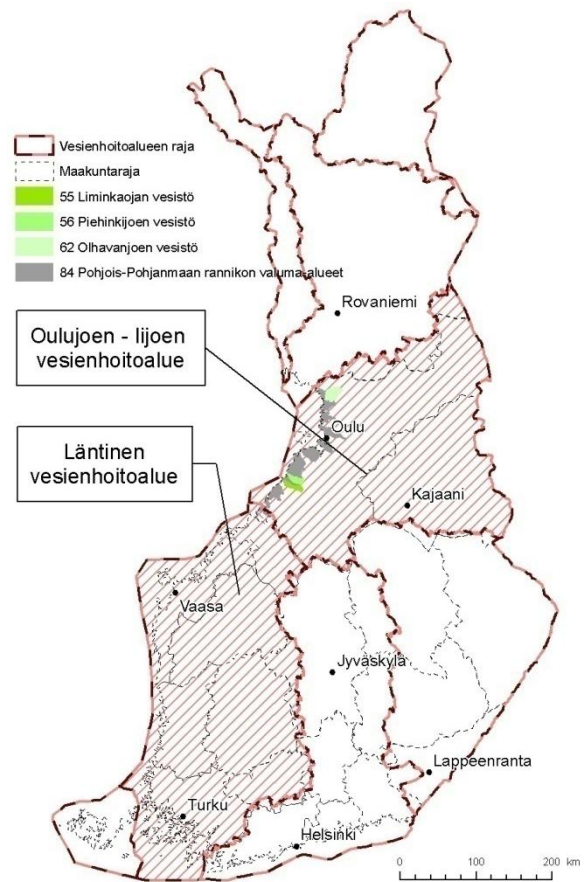 Vesienhoitoalueen raja
Maakuntaraja
55 Liminkaojan vesistö
56 Piehinkijoen vesistö
62 Olhavanjoen vesistö
84 Pohjois-Pohjanmaan rannikon valuma-alueet
Rovaniemi
Oulujoen - Iijoen
vesienhoitoalue
Oulu
Läntinen
vesienhoitoalue
Kajaani
Vaasa
Jyväskylä
Lappeenranta
Turku
Helsinki
0 100 200 km